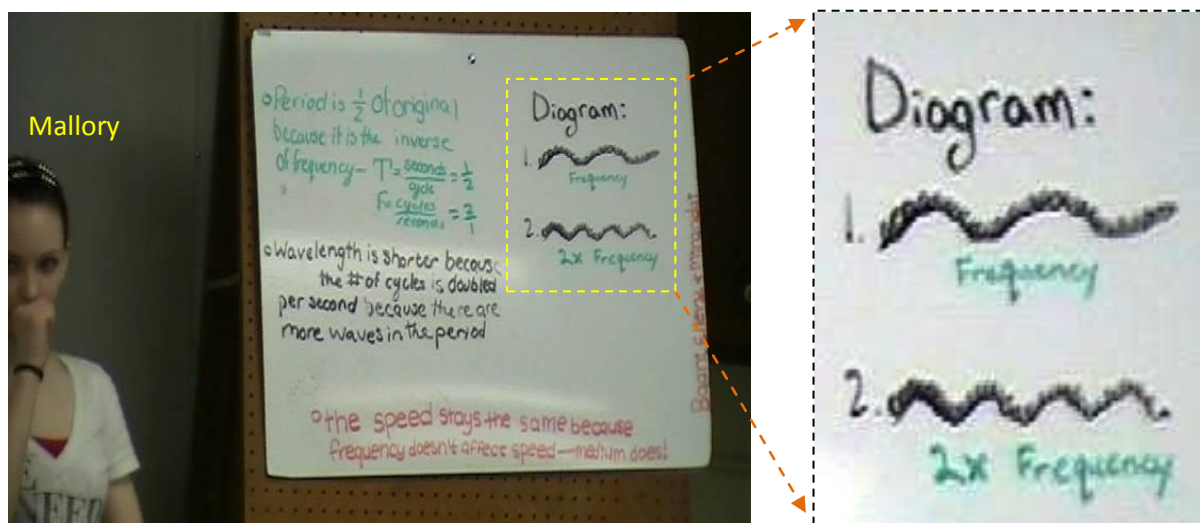 Mallory
○Period is 1/2 Of original
because it is the inverse
of frequency- T=seconds/cycle=1/2
F=cycles/seconds=2/1
○Wavelength is shorter because
the # of cycles is doubled
per second because there are
more waves in the period
Diagram:
1.
Frequency
2.
2x Frequency
○the speed stays the same because
frequency doesn't affect speed—medium does!
Diagram:
1.
Frequency
2.
2x Frequency